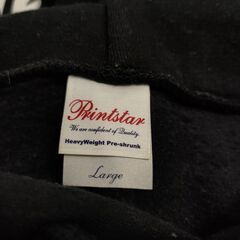 Printstar
We are confident of Quality.
HeavyWeight Pre-shrunk
Large